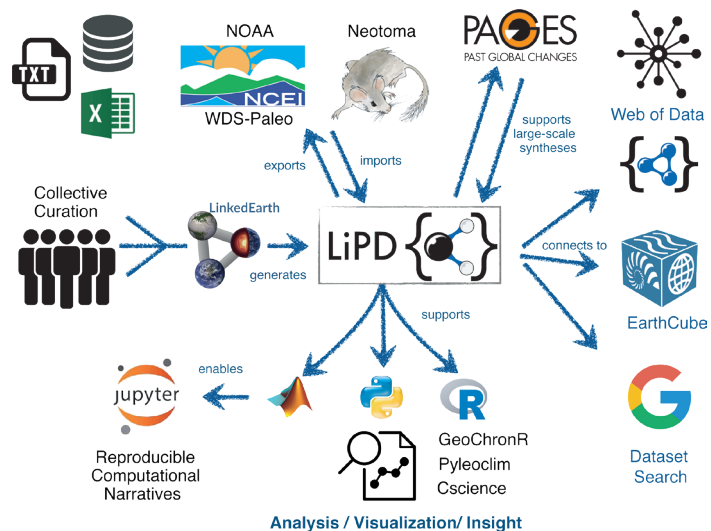 TXT
X
NOAA
NCEI
WDS-Paleo
Neotoma
PAGES
PAST GLOBAL CHANGES
Web of Data
exports
imports
supports
large-scale
syntheses
Collective
Curation
LinkedEarth
generates
LiPD
connects to
EarthCube
supports
enables
jupyter
R
Reproducible
Computational
Narratives
GeoChronR
Pyleoclim
Cscience
Dataset
Search
Analysis / Visualization/ Insight